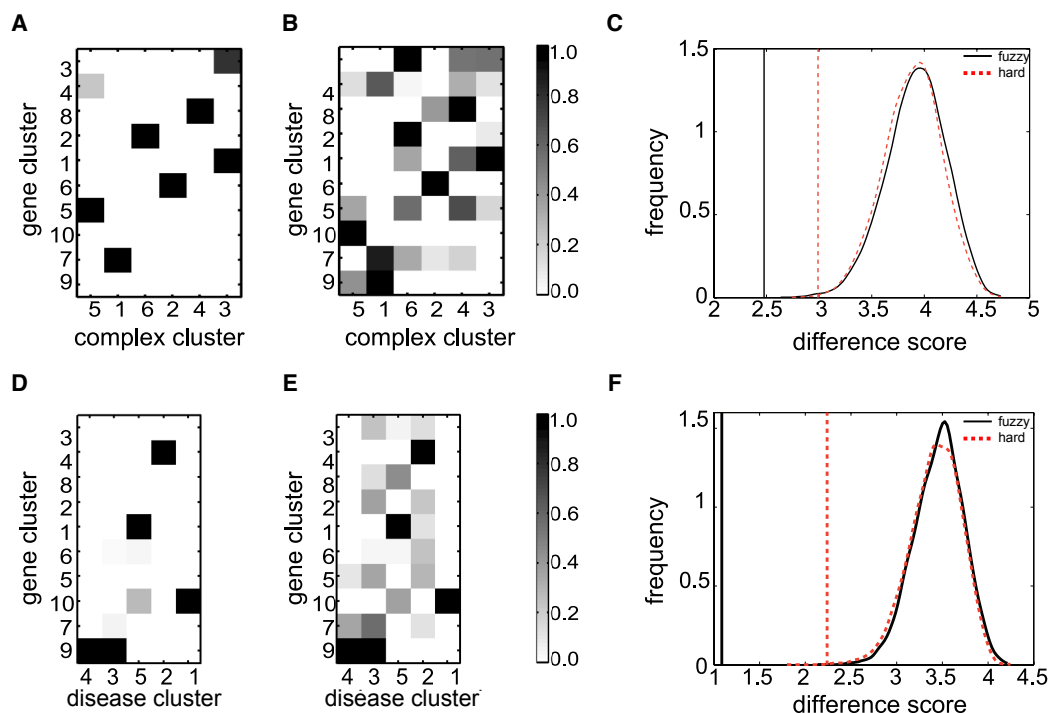 A
B
C
gene cluster
3
4
8
2
1
6
5
10
7
9
5 1 6 2 4 3
complex cluster
gene cluster
4
8
2
1
6
5
10
7
9
5 1 6 2 4 3
complex cluster
1.0
0.8
0.6
0.4
0.2
0.0
frequency
1.5
1
0.5
0
2 2.5 3 3.5 4 4.5 5
difference score
fuzzy
hard
D
E
F
gene cluster
3
4
8
2
1
6
5
10
7
9
4 3 5 2 1
disease cluster
gene cluster
3
4
8
2
1
6
5
10
7
9
4 3 5 2 1
disease cluster
1.0
0.8
0.6
0.4
0.2
0.0
frequency
1.5
1
0.5
0
1 1.5 2 2.5 3 3.5 4 4.5
difference score
fuzzy
hard